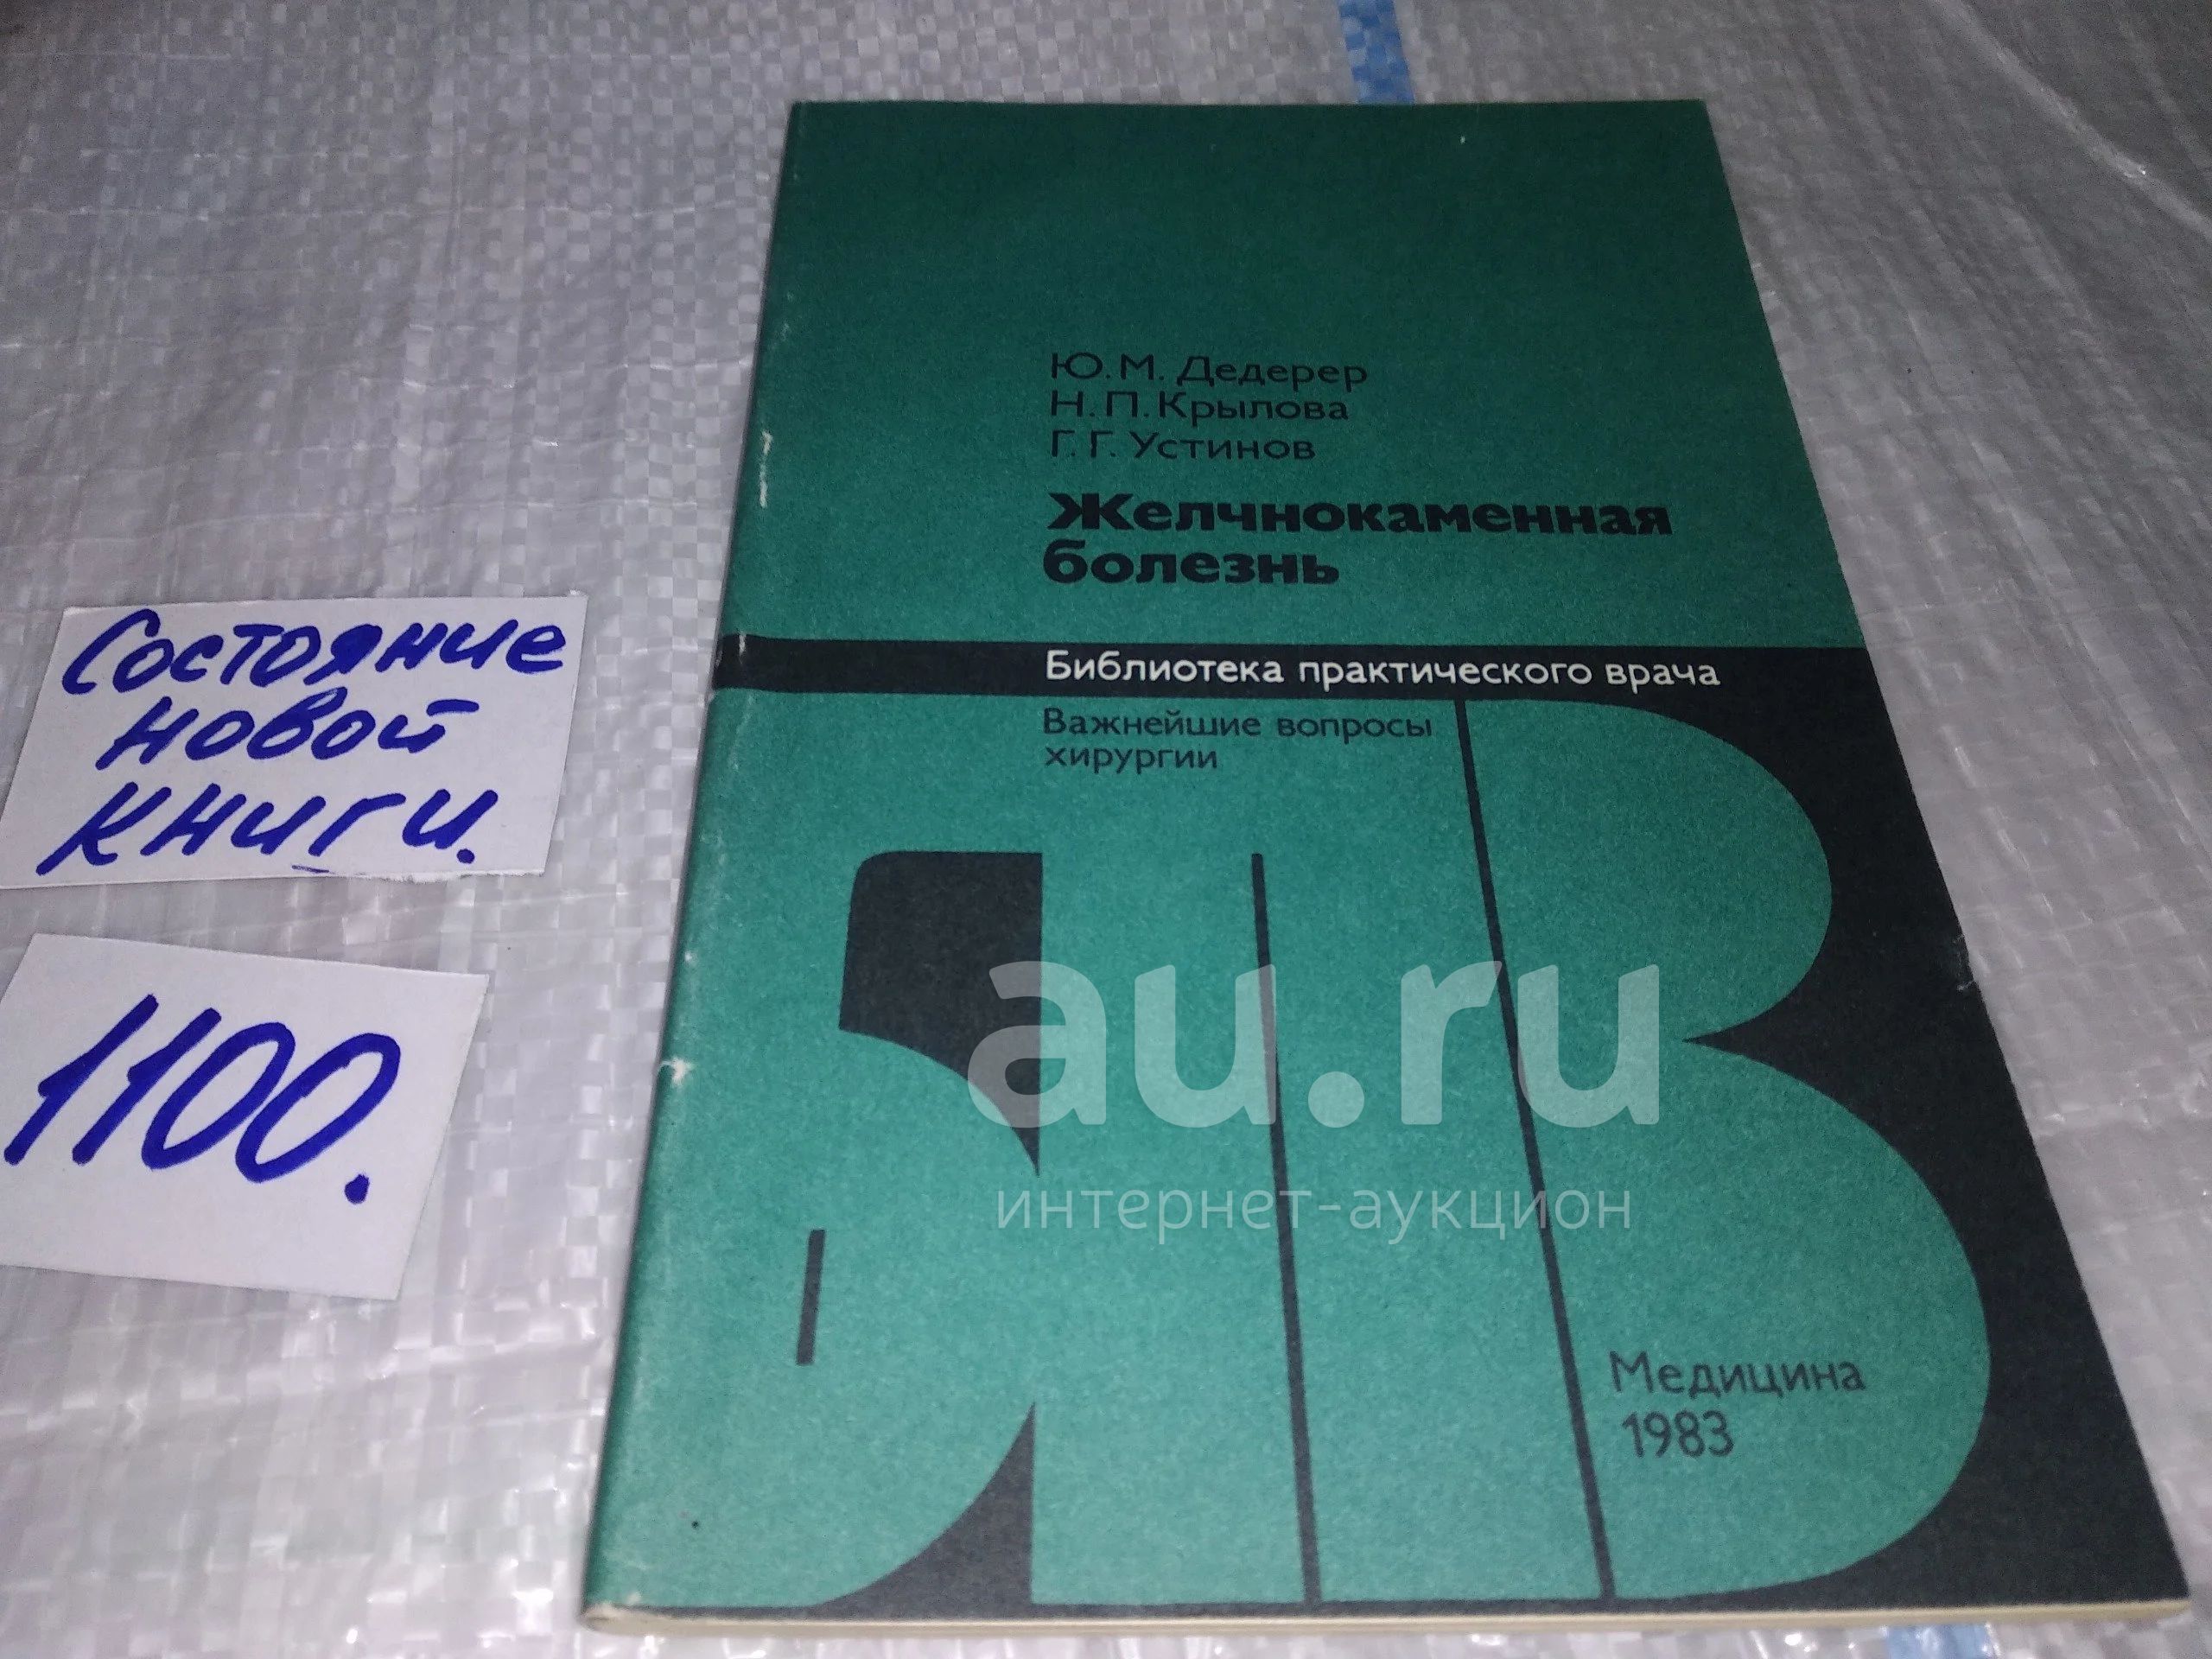 Ю. М. Дедерер
Н. П. Крылова
Г. Г. Устинов
Желчнокаменная
болезнь
Библиотека практического врача
Важнейшие вопросы
хирургии
БПВ
Медицина
1983
Состояние
новой
книги.
1100.
au.ru
интернет-аукцион